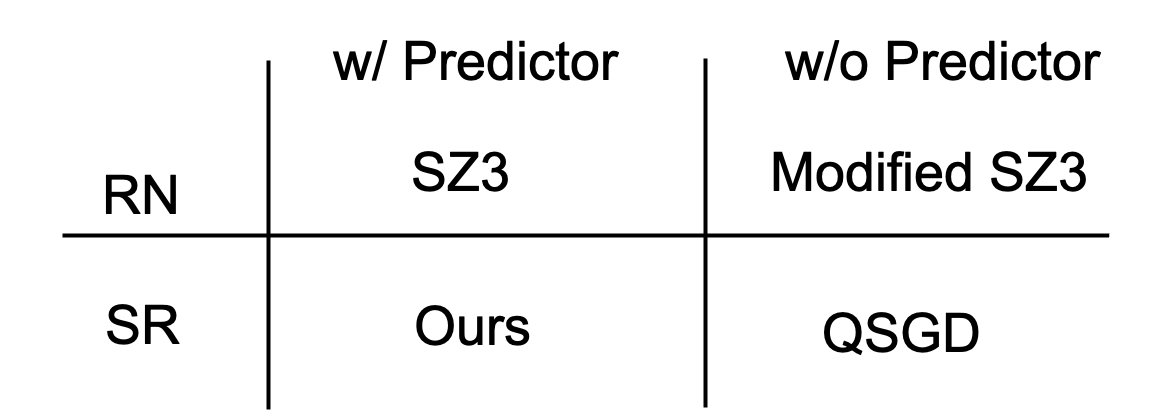 w/ Predictor w/o Predictor
RN SZ3 Modified SZ3
SR Ours QSGD